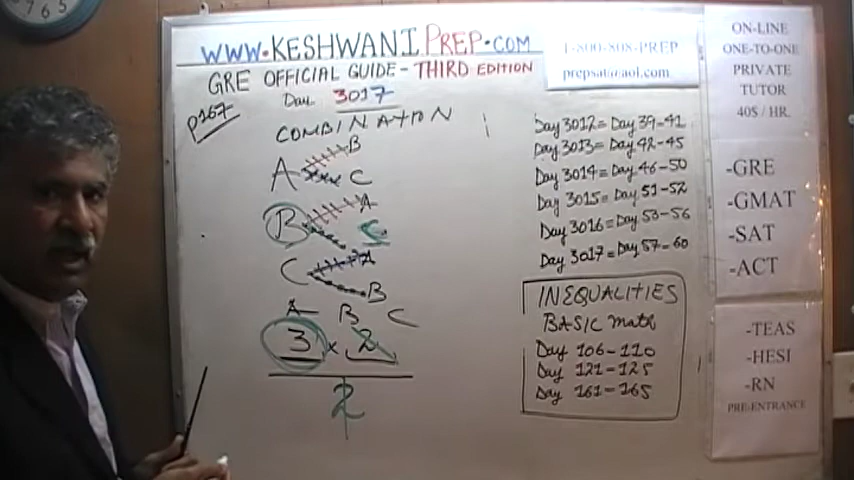 WWW.KESHWANIPREP.COM
GRE OFFICIAL GUIDE - THIRD EDITION
Day. 3017
P167
COMBINATION
B
A
C
A
B
C
A
C
B
A B C
3 x 2
2
1-800-808-PREP
prepsat@aol.com
Day 3012 = Day 39-41
Day 3013 = Day 42-45
Day 3014 = Day 46-50
Day 3015 = Day 51-52
Day 3016 = Day 53-56
Day 3017 = Day 57-60
INEQUALITIES
BASIC math
Day 106-110
Day 121-125
Day 161-165
ON-LINE
ONE-TO-ONE
PRIVATE
TUTOR
40$ / HR.
-GRE
-GMAT
-SAT
-ACT
-TEAS
-HESI
-RN
PRE-ENTRANCE
7 6 5